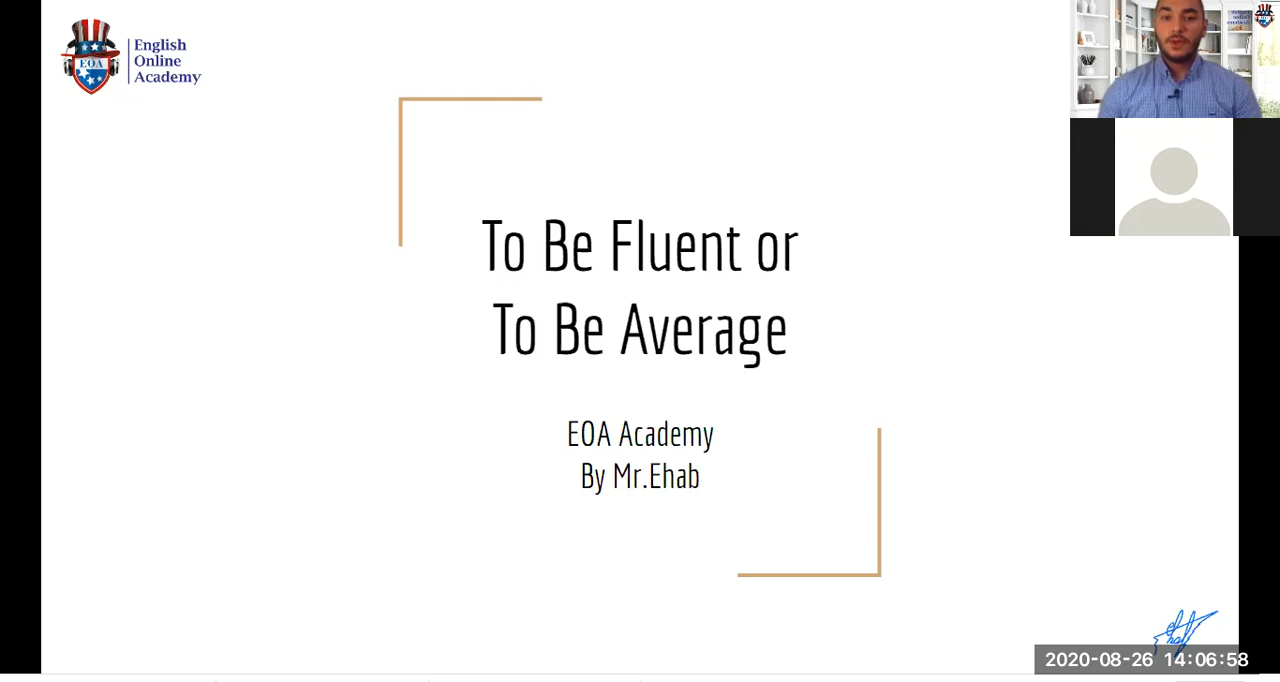 EOA
English
Online
Academy
To Be Fluent or
To Be Average
EOA Academy
By Mr.Ehab
2020-08-26 14:06:58